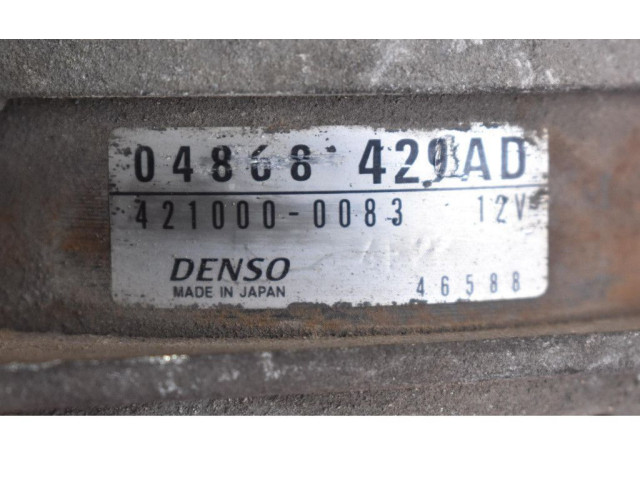 04868 429AD
421000-0083 12V
DENSO
MADE IN JAPAN 46588